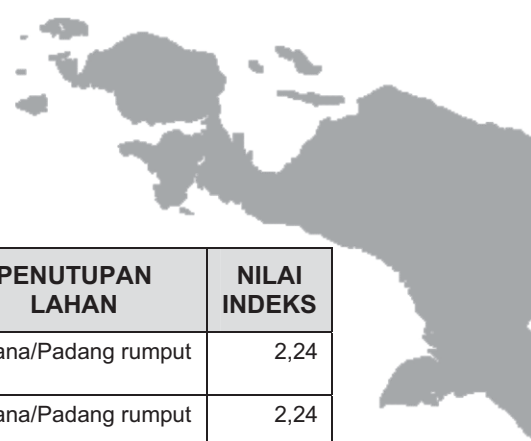 PENUTUPAN LAHAN
NILAI INDEKS
ana/Padang rumput 2,24
ana/Padang rumput 2,24